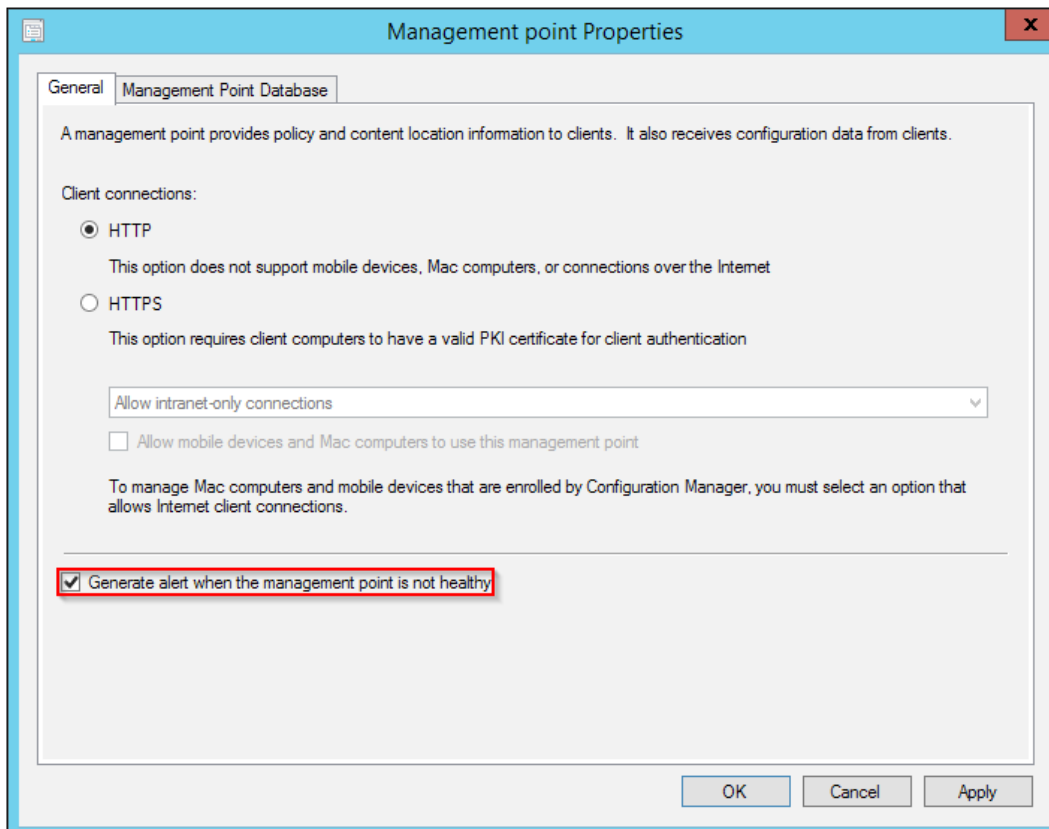 Management point Properties
x
General
Management Point Database
A management point provides policy and content location information to clients. It also receives configuration data from clients.
Client connections:
HTTP
This option does not support mobile devices, Mac computers, or connections over the Internet
HTTPS
This option requires client computers to have a valid PKI certificate for client authentication
Allow intranet-only connections
Allow mobile devices and Mac computers to use this management point
To manage Mac computers and mobile devices that are enrolled by Configuration Manager, you must select an option that
allows Internet client connections.
Generate alert when the management point is not healthy
OK
Cancel
Apply